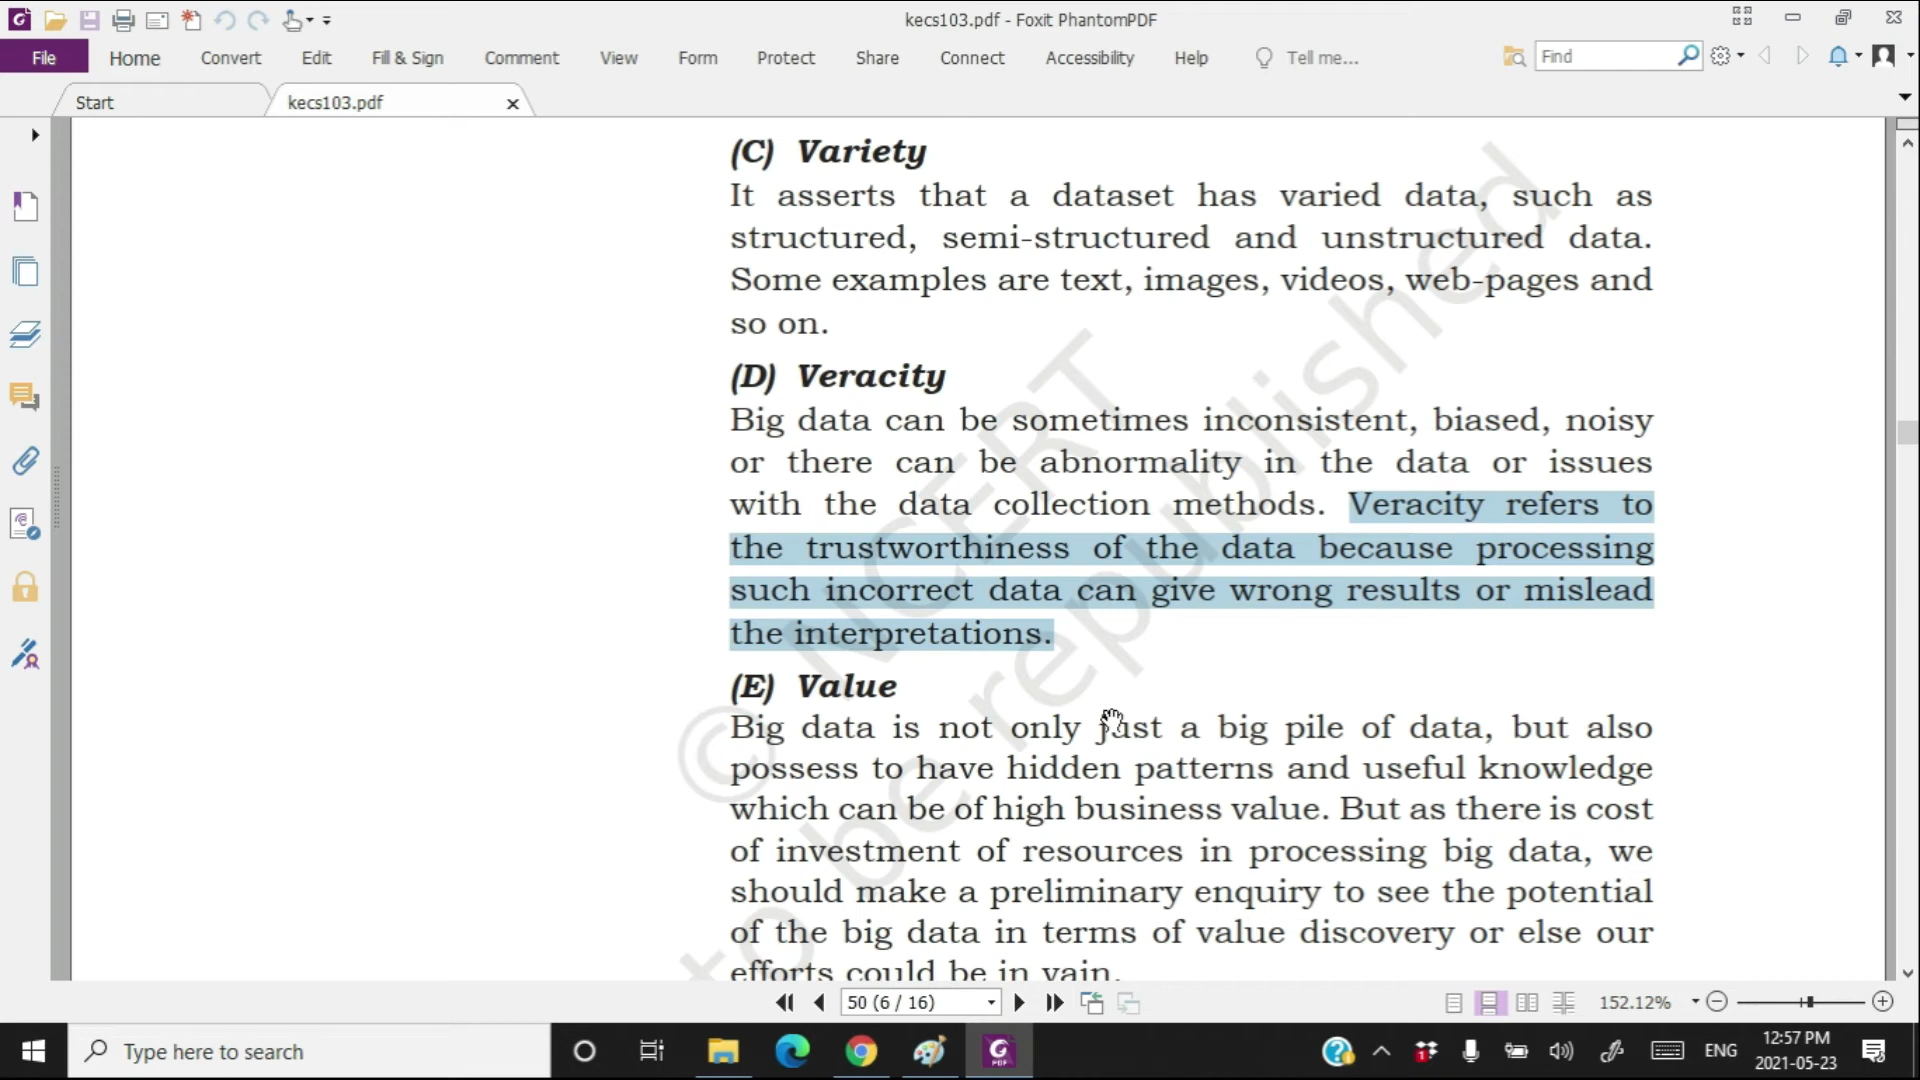 kecs103.pdf - Foxit PhantomPDF
File Home Convert Edit Fill & Sign Comment View Form Protect Share Connect Accessibility Help Tell me... Find
Start kecs103.pdf
(C) Variety
It asserts that a dataset has varied data, such as
structured, semi-structured and unstructured data.
Some examples are text, images, videos, web-pages and
so on.
(D) Veracity
Big data can be sometimes inconsistent, biased, noisy
or there can be abnormality in the data or issues
with the data collection methods. Veracity refers to
the trustworthiness of the data because processing
such incorrect data can give wrong results or mislead
the interpretations.
(E) Value
Big data is not only just a big pile of data, but also
possess to have hidden patterns and useful knowledge
which can be of high business value. But as there is cost
of investment of resources in processing big data, we
should make a preliminary enquiry to see the potential
of the big data in terms of value discovery or else our
efforts could be in vain.
© NCERT
to be republished
50 (6 / 16) 152.12%
Type here to search ENG 12:57 PM
2021-05-23